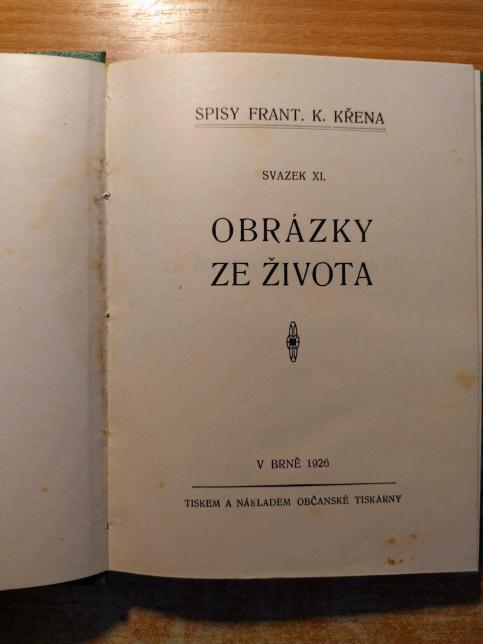 SPISY FRANT. K. KŘENA
SVAZEK XI.
OBRÁZKY
ZE ŽIVOTA
V BRNĚ 1926
TISKEM A NÁKLADEM OBČANSKÉ TISKÁRNY